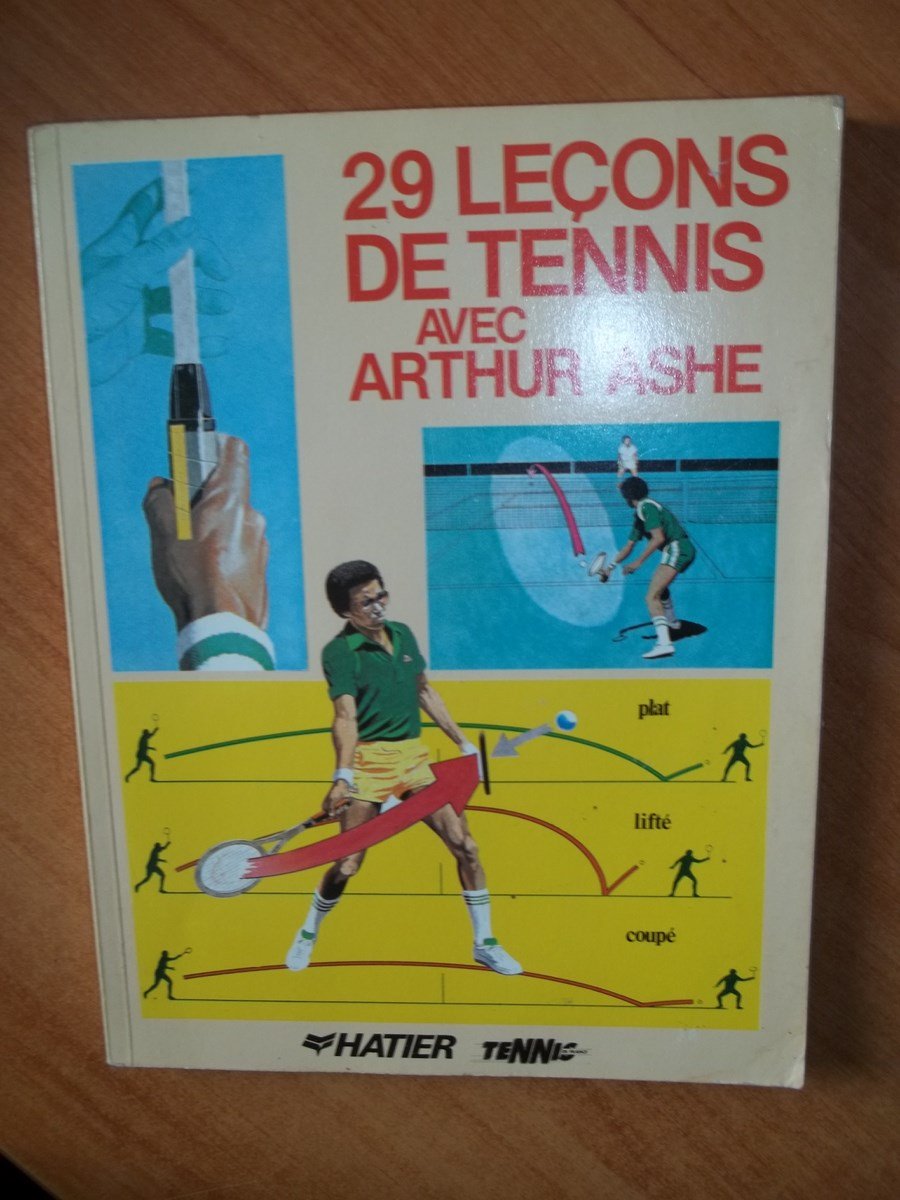 29 LEÇONS
DE TENNIS
AVEC
ARTHUR ASHE
plat
lifté
coupé
HATIER
TENNIS